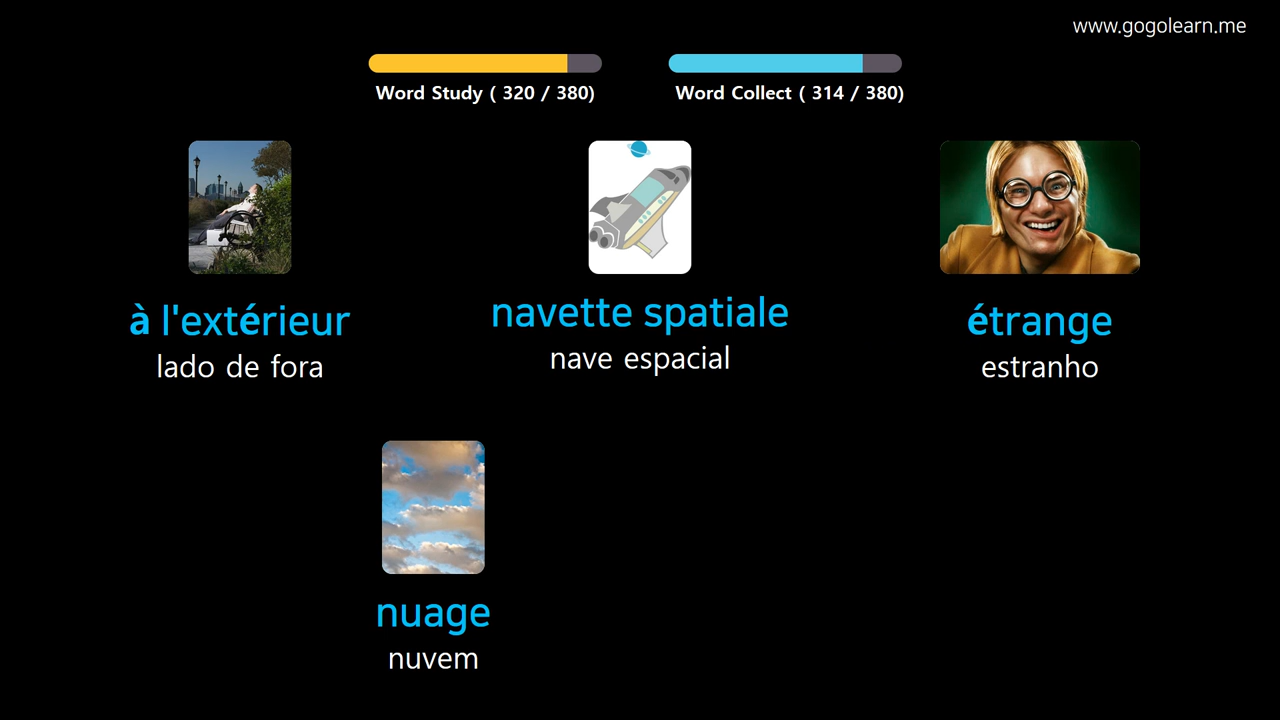 www.gogolearn.me
Word Study ( 320 / 380)
Word Collect ( 314 / 380)
à l'extérieur
lado de fora
navette spatiale
nave espacial
étrange
estranho
nuage
nuvem